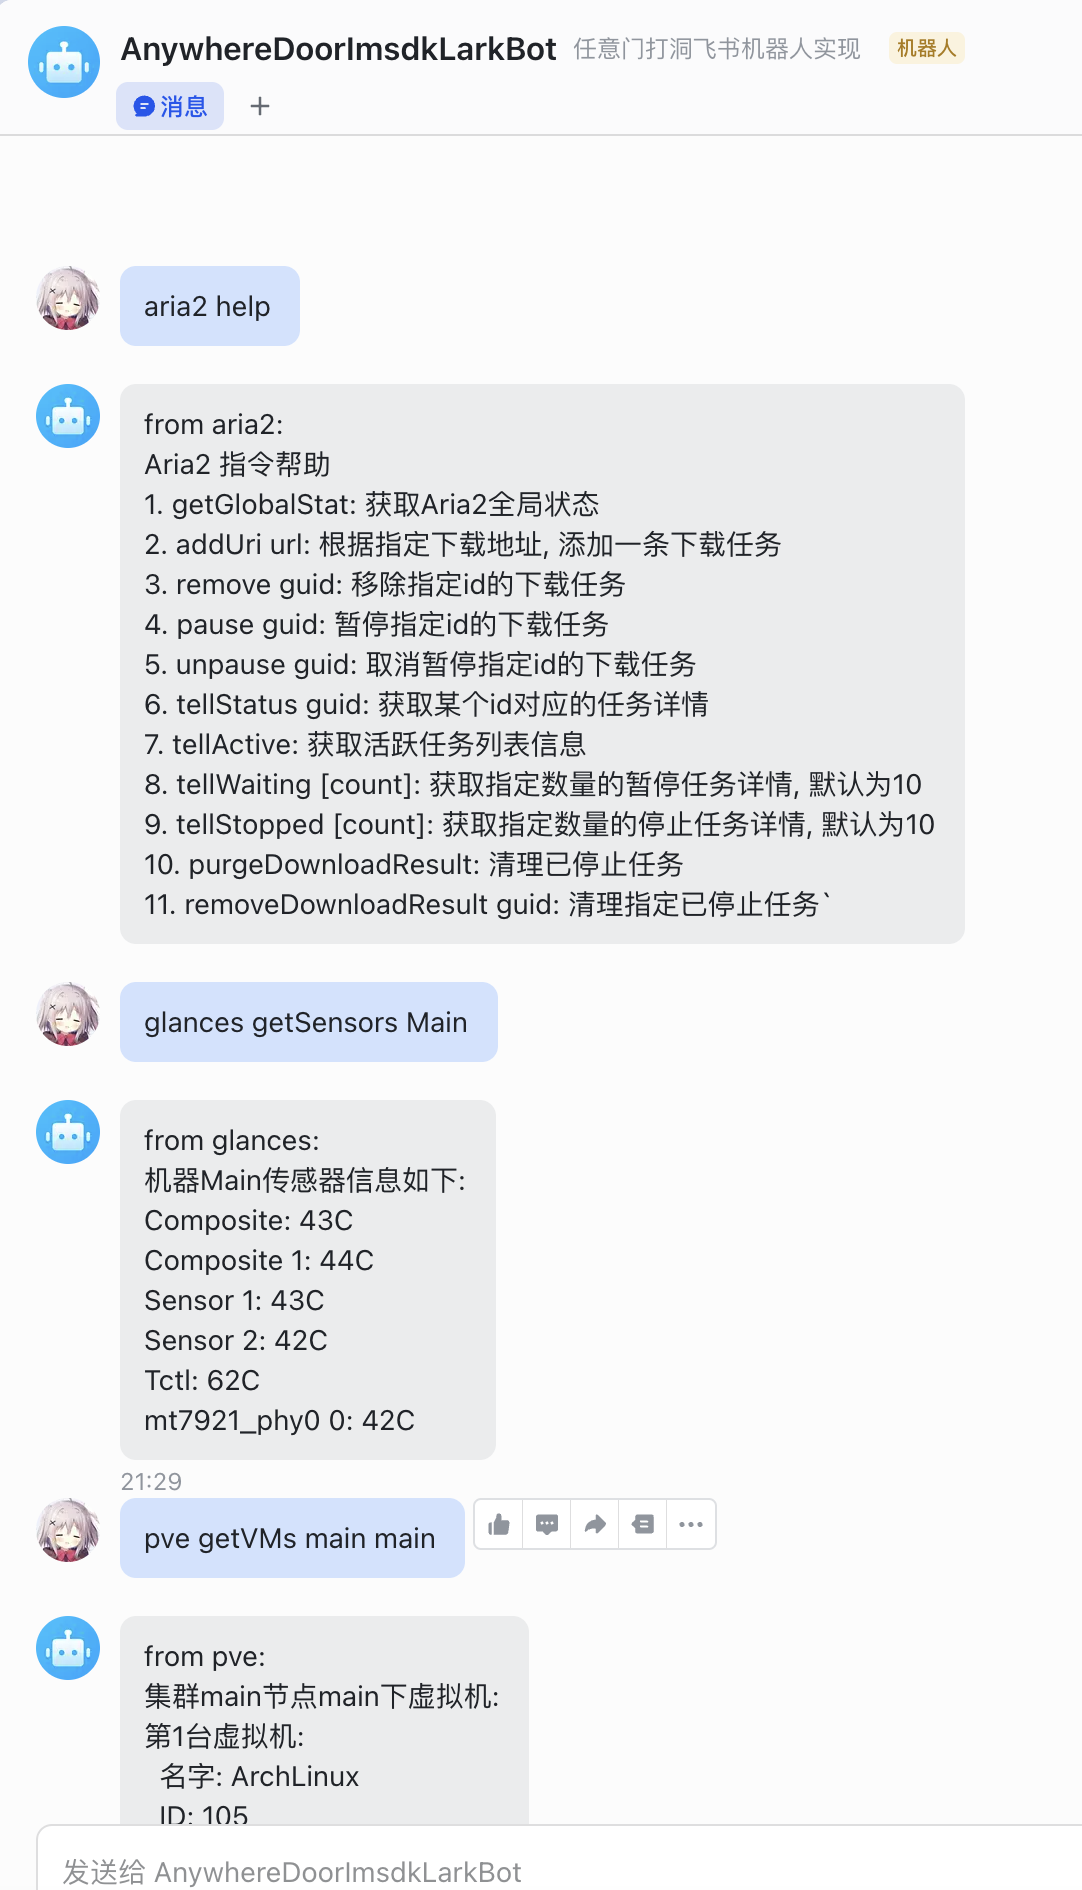 AnywhereDoorImsdkLarkBot 任意门打洞飞书机器人实现 机器人
消息
aria2 help
from aria2:
Aria2 指令帮助
1. getGlobalStat: 获取Aria2全局状态
2. addUri url: 根据指定下载地址, 添加一条下载任务
3. remove guid: 移除指定id的下载任务
4. pause guid: 暂停指定id的下载任务
5. unpause guid: 取消暂停指定id的下载任务
6. tellStatus guid: 获取某个id对应的任务详情
7. tellActive: 获取活跃任务列表信息
8. tellWaiting [count]: 获取指定数量的暂停任务详情, 默认为10
9. tellStopped [count]: 获取指定数量的停止任务详情, 默认为10
10. purgeDownloadResult: 清理已停止任务
11. removeDownloadResult guid: 清理指定已停止任务`
glances getSensors Main
from glances:
机器Main传感器信息如下:
Composite: 43C
Composite 1: 44C
Sensor 1: 43C
Sensor 2: 42C
Tctl: 62C
mt7921_phy0 0: 42C
21:29
pve getVMs main main
from pve:
集群main节点main下虚拟机:
第1台虚拟机:
名字: ArchLinux
ID: 105
发送给 AnywhereDoorImsdkLarkBot